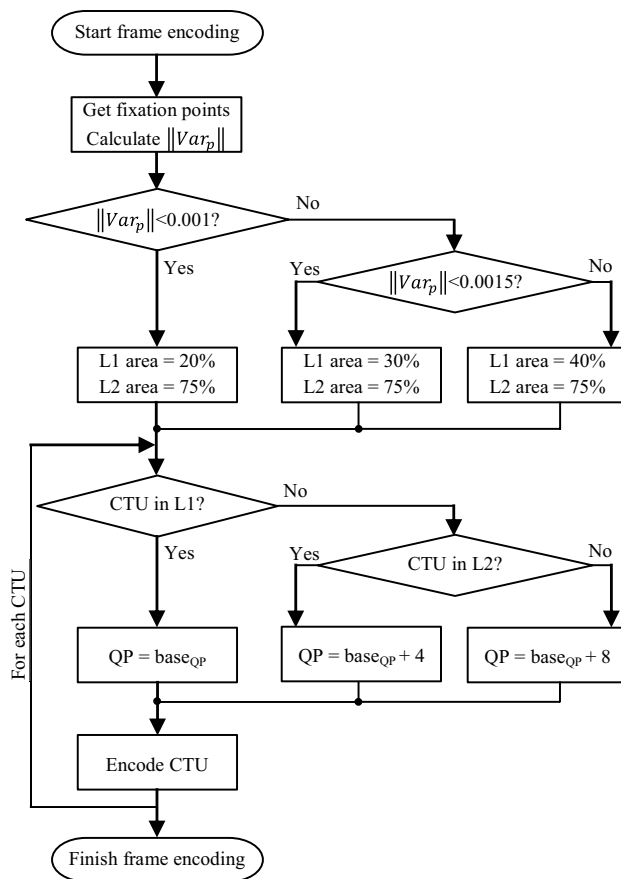 Start frame encoding
Get fixation points
Calculate ‖Varₚ‖
‖Varₚ‖<0.001?
No
Yes
Yes
‖Varₚ‖<0.0015?
No
L1 area = 20%
L2 area = 75%
L1 area = 30%
L2 area = 75%
L1 area = 40%
L2 area = 75%
CTU in L1?
No
Yes
Yes
CTU in L2?
No
For each CTU
QP = base_QP
QP = base_QP + 4
QP = base_QP + 8
Encode CTU
Finish frame encoding